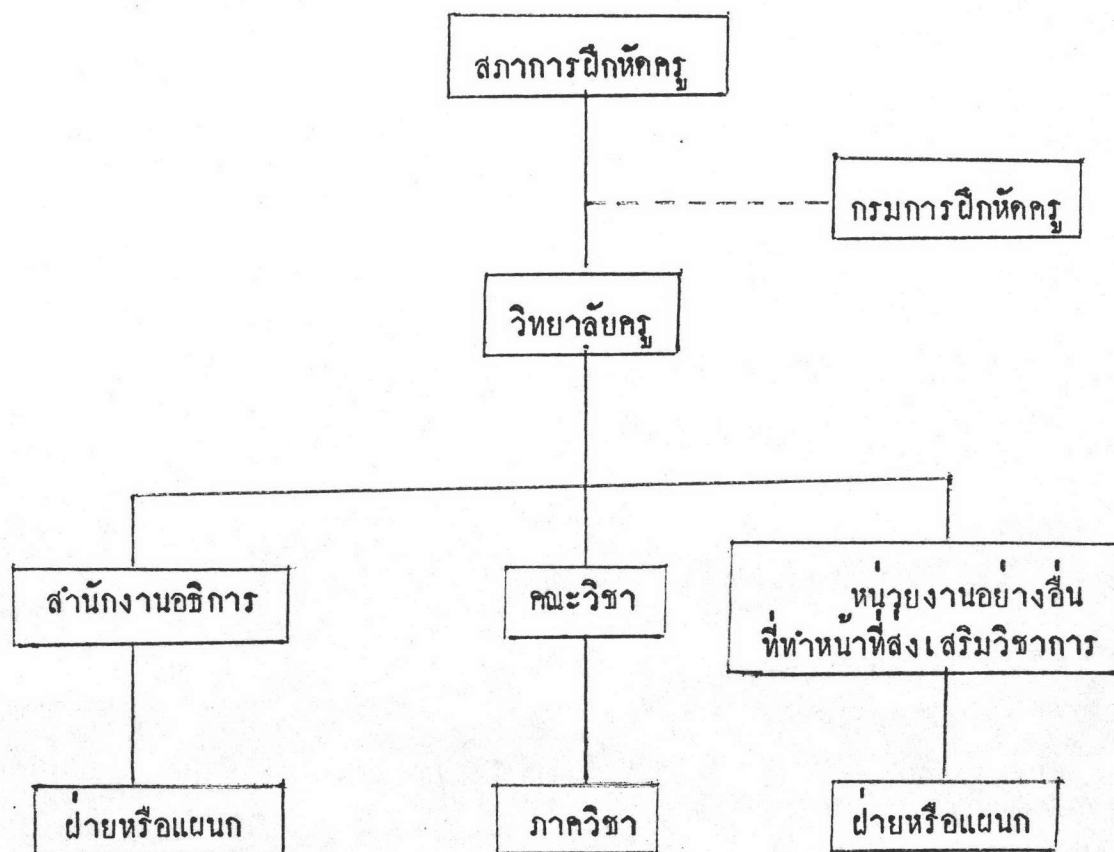 สภาการฝึกหัดครู
กรมการฝึกหัดครู
วิทยาลัยครู
สำนักงานอธิการ
คณะวิชา
หน่วยงานอย่างอื่น
ที่ทำหน้าที่ส่งเสริมวิชาการ
ฝ่ายหรือแผนก
ภาควิชา
ฝ่ายหรือแผนก